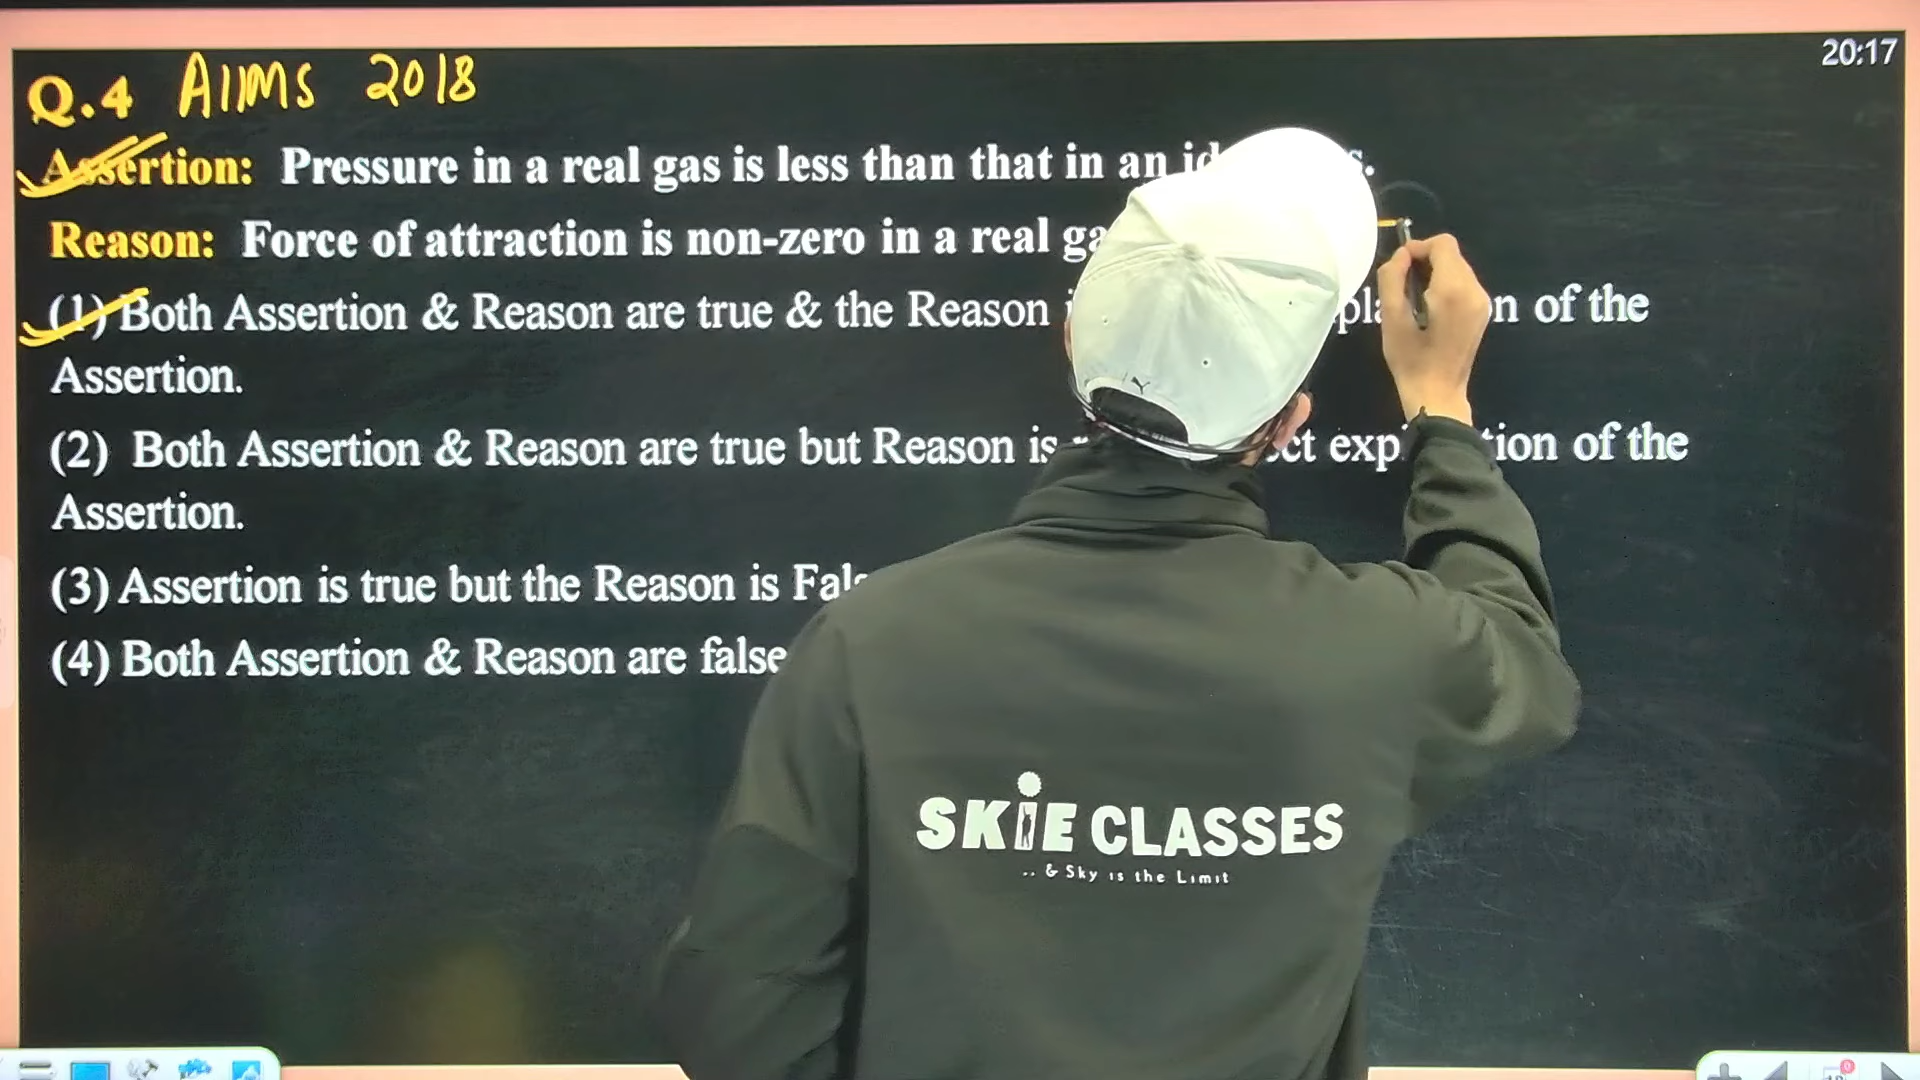 20:17
Q.4 AIIMS 2018
Assertion: Pressure in a real gas is less than that in an
Reason: Force of attraction is non-zero in a real
(1) Both Assertion & Reason are true & the Reason of the
Assertion.
(2) Both Assertion & Reason are true but Reason is of the
Assertion.
(3) Assertion is true but the Reason is
(4) Both Assertion & Reason are false
SKiE CLASSES
.. & Sky is the Limit